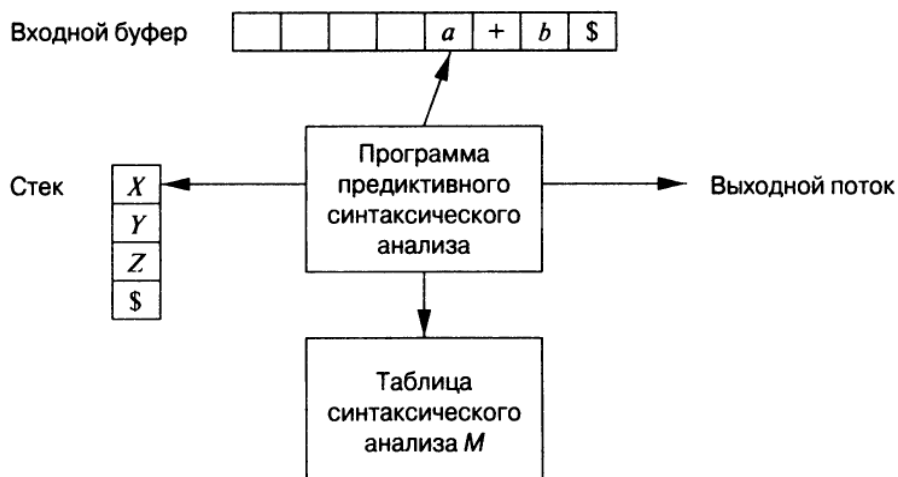 Входной буфер
a + b $
Программа
предиктивного
синтаксического
анализа
Стек
X
Y
Z
$
Выходной поток
Таблица
синтаксического
анализа M